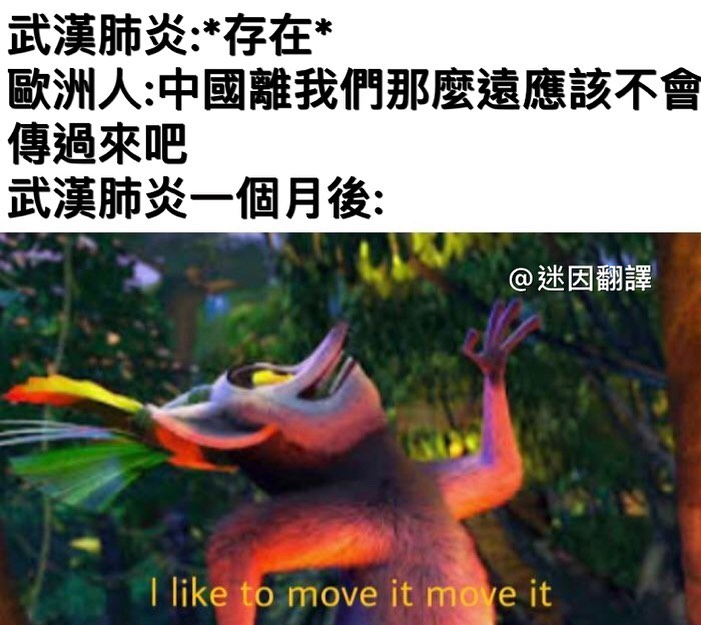 武漢肺炎:*存在*
歐洲人:中國離我們那麼遠應該不會
傳過來吧
武漢肺炎一個月後:
@迷因翻譯
I like to move it move it